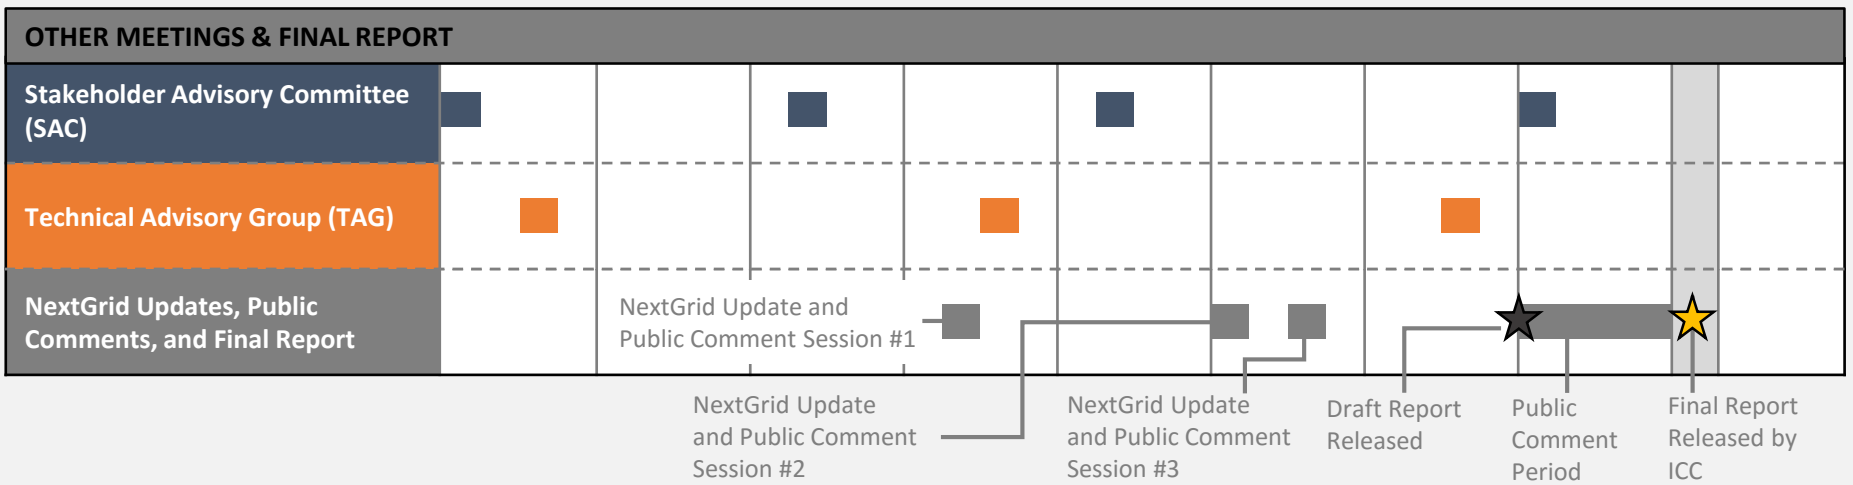 OTHER MEETINGS & FINAL REPORT
Stakeholder Advisory Committee
(SAC)
Technical Advisory Group (TAG)
NextGrid Updates, Public
Comments, and Final Report
NextGrid Update and
Public Comment Session #1
NextGrid Update
and Public Comment
Session #2
NextGrid Update
and Public Comment
Session #3
Draft Report
Released
Public
Comment
Period
Final Report
Released by
ICC